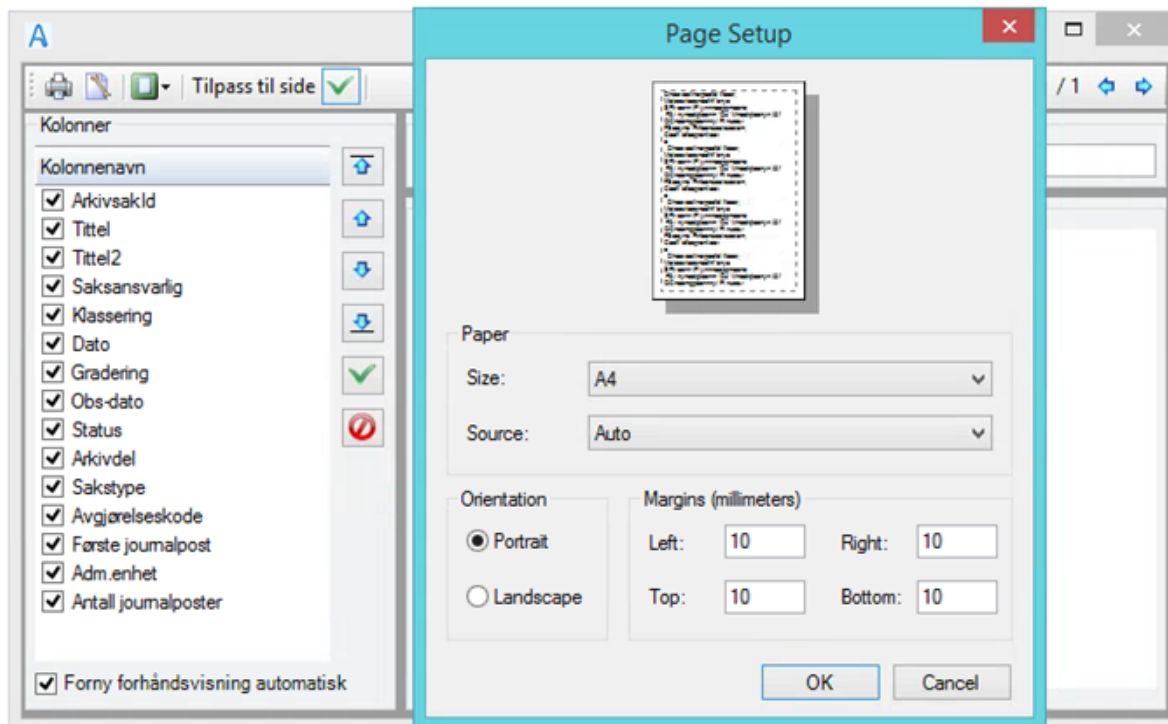 A
Page Setup
Tilpass til side
/ 1
Kolonner
Kolonnenavn
ArkivsakId
Tittel
Tittel2
Saksansvarlig
Klassering
Dato
Gradering
Obs-dato
Status
Arkivdel
Sakstype
Avgjørelseskode
Første journalpost
Adm.enhet
Antall journalposter
Forny forhåndsvisning automatisk
Paper
Size: A4
Source: Auto
Orientation
Portrait
Landscape
Margins (millimeters)
Left: 10 Right: 10
Top: 10 Bottom: 10
OK Cancel